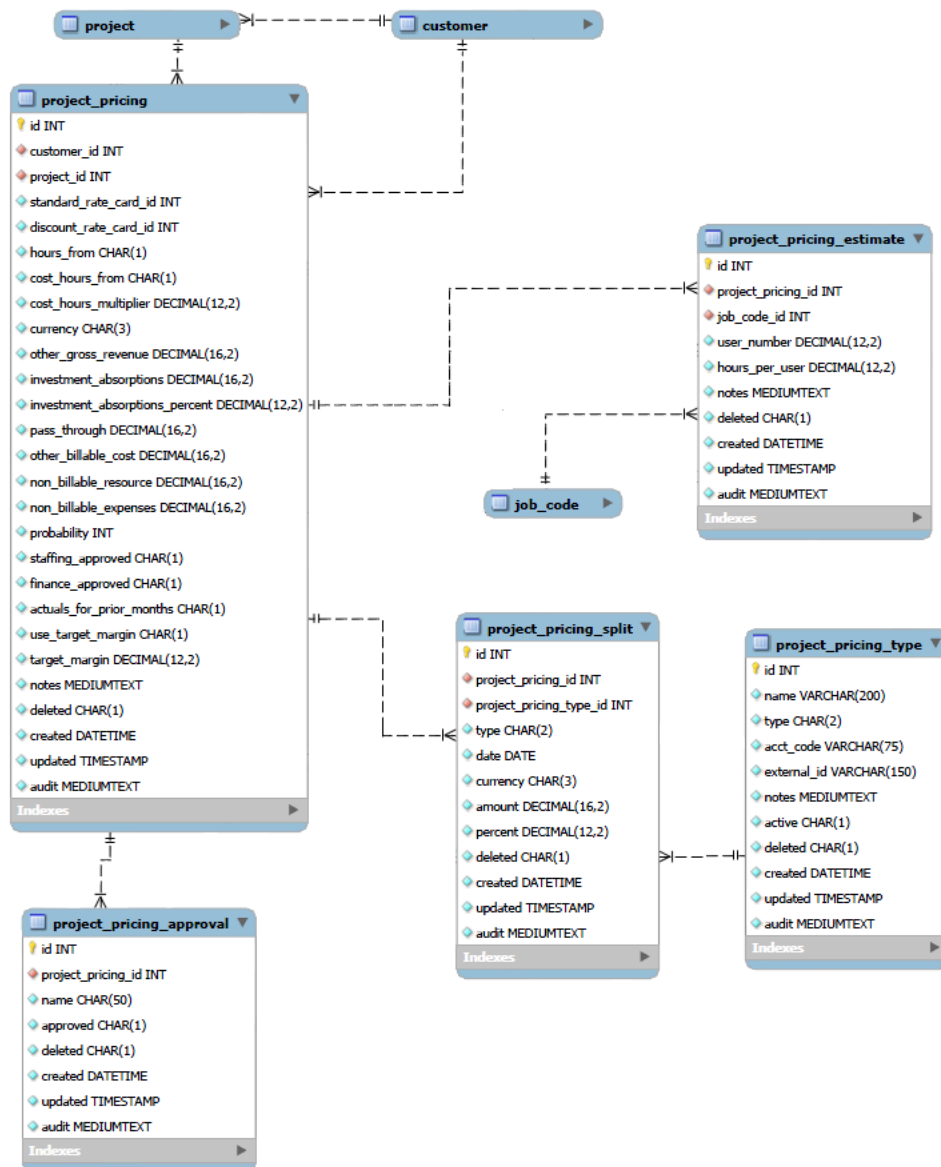 project
customer
project_pricing
id INT
customer_id INT
project_id INT
standard_rate_card_id INT
discount_rate_card_id INT
hours_from CHAR(1)
cost_hours_from CHAR(1)
cost_hours_multiplier DECIMAL(12,2)
currency CHAR(3)
other_gross_revenue DECIMAL(16,2)
investment_absorptions DECIMAL(16,2)
investment_absorptions_percent DECIMAL(12,2)
pass_through DECIMAL(16,2)
other_billable_cost DECIMAL(16,2)
non_billable_resource DECIMAL(16,2)
non_billable_expenses DECIMAL(16,2)
probability INT
staffing_approved CHAR(1)
finance_approved CHAR(1)
actuals_for_prior_months CHAR(1)
use_target_margin CHAR(1)
target_margin DECIMAL(12,2)
notes MEDIUMTEXT
deleted CHAR(1)
created DATETIME
updated TIMESTAMP
audit MEDIUMTEXT
Indexes
project_pricing_estimate
id INT
project_pricing_id INT
job_code_id INT
user_number DECIMAL(12,2)
hours_per_user DECIMAL(12,2)
notes MEDIUMTEXT
deleted CHAR(1)
created DATETIME
updated TIMESTAMP
audit MEDIUMTEXT
Indexes
job_code
project_pricing_split
id INT
project_pricing_id INT
project_pricing_type_id INT
type CHAR(2)
date DATE
currency CHAR(3)
amount DECIMAL(16,2)
percent DECIMAL(12,2)
deleted CHAR(1)
created DATETIME
updated TIMESTAMP
audit MEDIUMTEXT
Indexes
project_pricing_type
id INT
name VARCHAR(200)
type CHAR(2)
acct_code VARCHAR(75)
external_id VARCHAR(150)
notes MEDIUMTEXT
active CHAR(1)
deleted CHAR(1)
created DATETIME
updated TIMESTAMP
audit MEDIUMTEXT
Indexes
project_pricing_approval
id INT
project_pricing_id INT
name CHAR(50)
approved CHAR(1)
deleted CHAR(1)
created DATETIME
updated TIMESTAMP
audit MEDIUMTEXT
Indexes